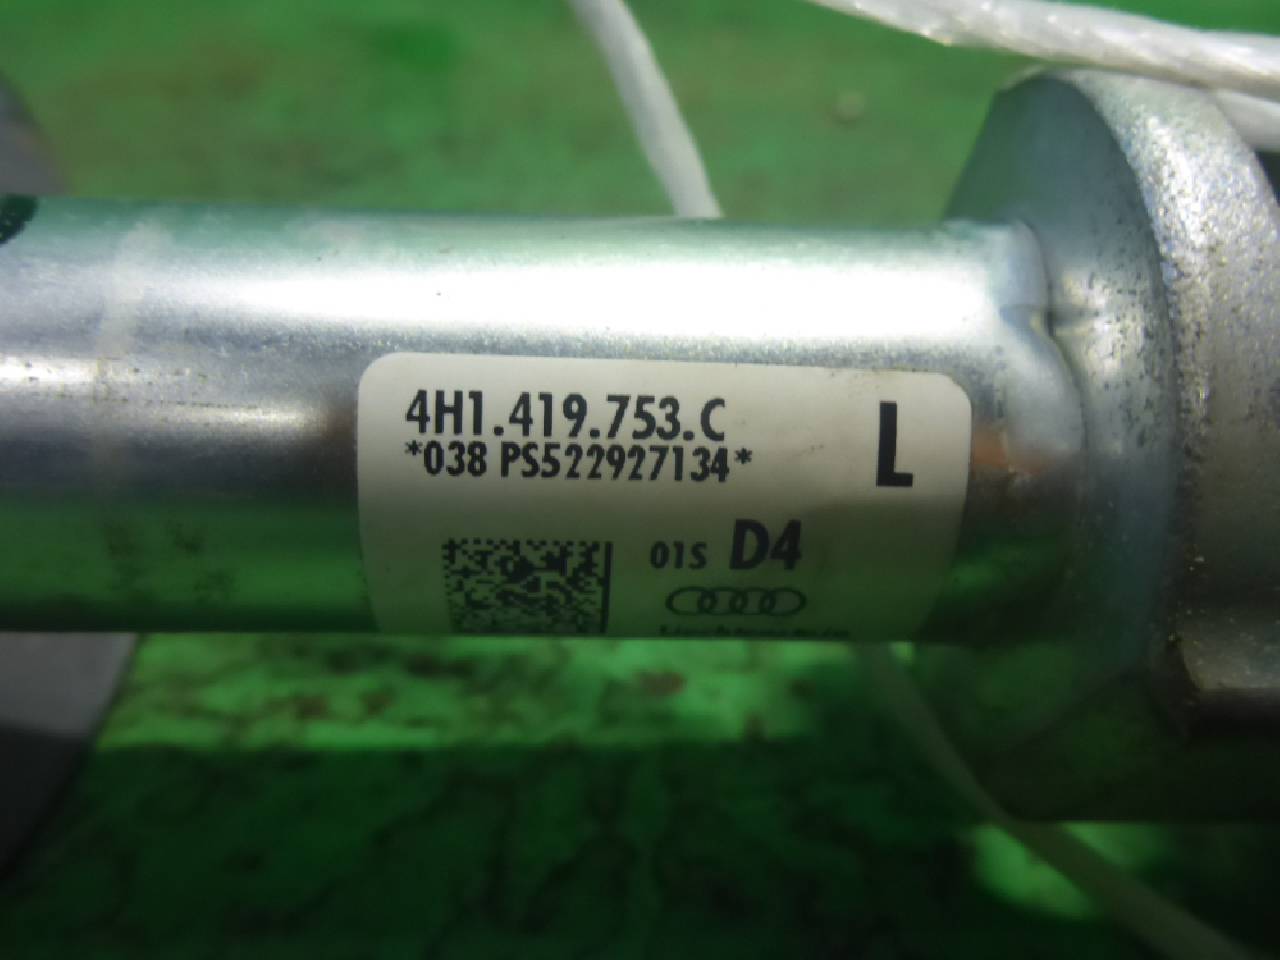 4H1.419.753.C
*038 PS522927134*
L
01S D4